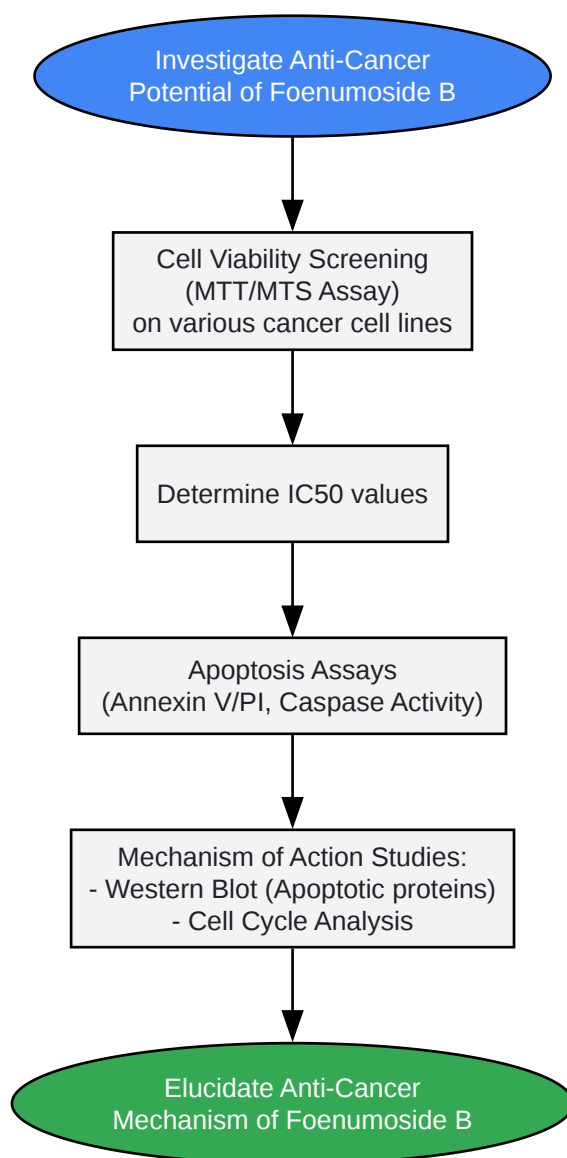 Investigate Anti-Cancer
Potential of Foenumoside B
Cell Viability Screening
(MTT/MTS Assay)
on various cancer cell lines
Determine IC50 values
Apoptosis Assays
(Annexin V/PI, Caspase Activity)
Mechanism of Action Studies:
- Western Blot (Apoptotic proteins)
- Cell Cycle Analysis
Elucidate Anti-Cancer
Mechanism of Foenumoside B